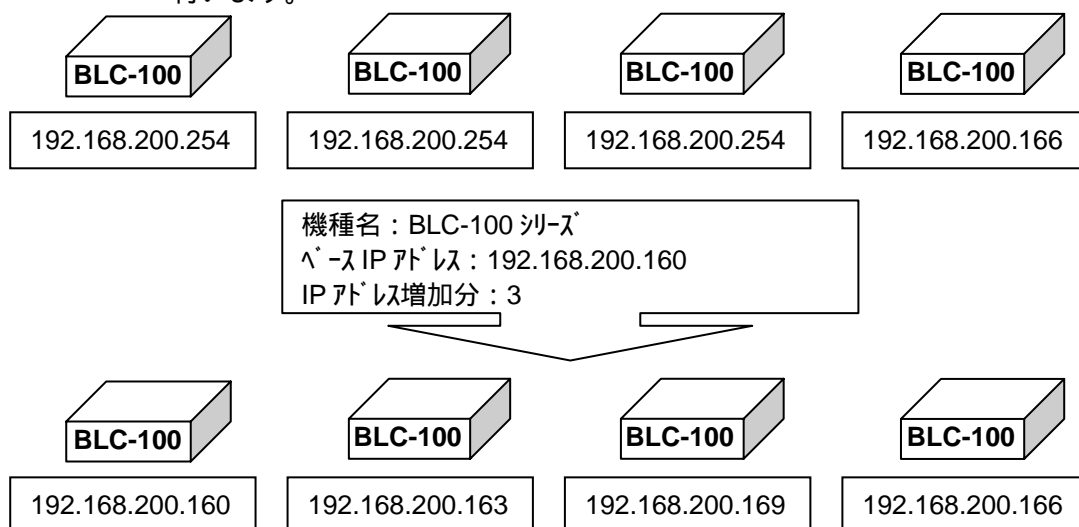 行います。
BLC-100 BLC-100 BLC-100 BLC-100
192.168.200.254 192.168.200.254 192.168.200.254 192.168.200.166
機種名：BLC-100 ｼﾘｰｽﾞ
ﾍﾞｰｽ IP ｱﾄﾞﾚｽ：192.168.200.160
IP ｱﾄﾞﾚｽ増加分：3
BLC-100 BLC-100 BLC-100 BLC-100
192.168.200.160 192.168.200.163 192.168.200.169 192.168.200.166